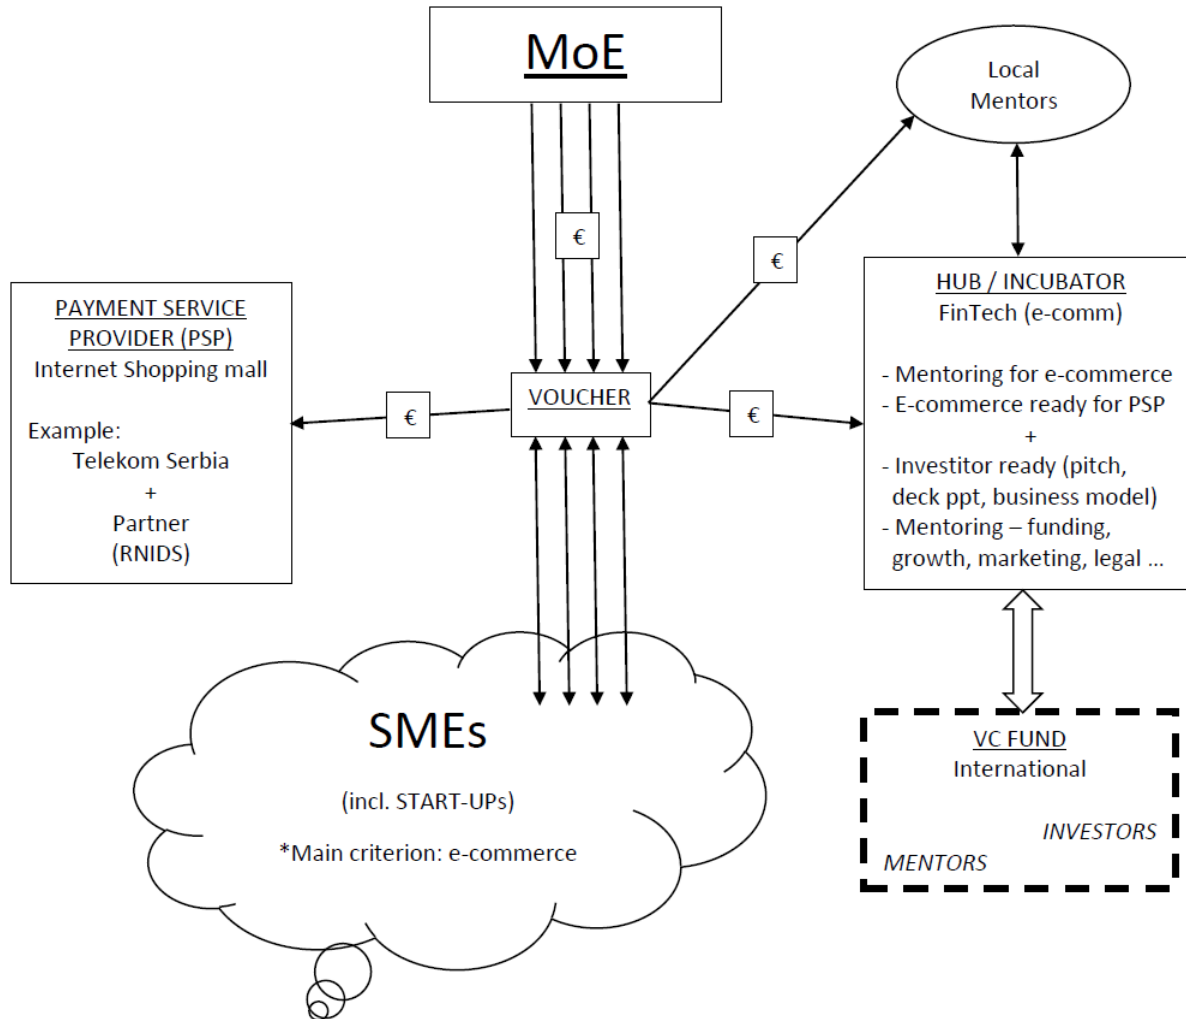 MoE
Local
Mentors
€
€
PAYMENT SERVICE
PROVIDER (PSP)
Internet Shopping mall
Example:
Telekom Serbia
+
Partner
(RNIDS)
€
VOUCHER
€
HUB / INCUBATOR
FinTech (e-comm)
- Mentoring for e-commerce
- E-commerce ready for PSP
+
- Investitor ready (pitch,
deck ppt, business model)
- Mentoring – funding,
growth, marketing, legal ...
SMEs
(incl. START-UPs)
*Main criterion: e-commerce
VC FUND
International
INVESTORS
MENTORS